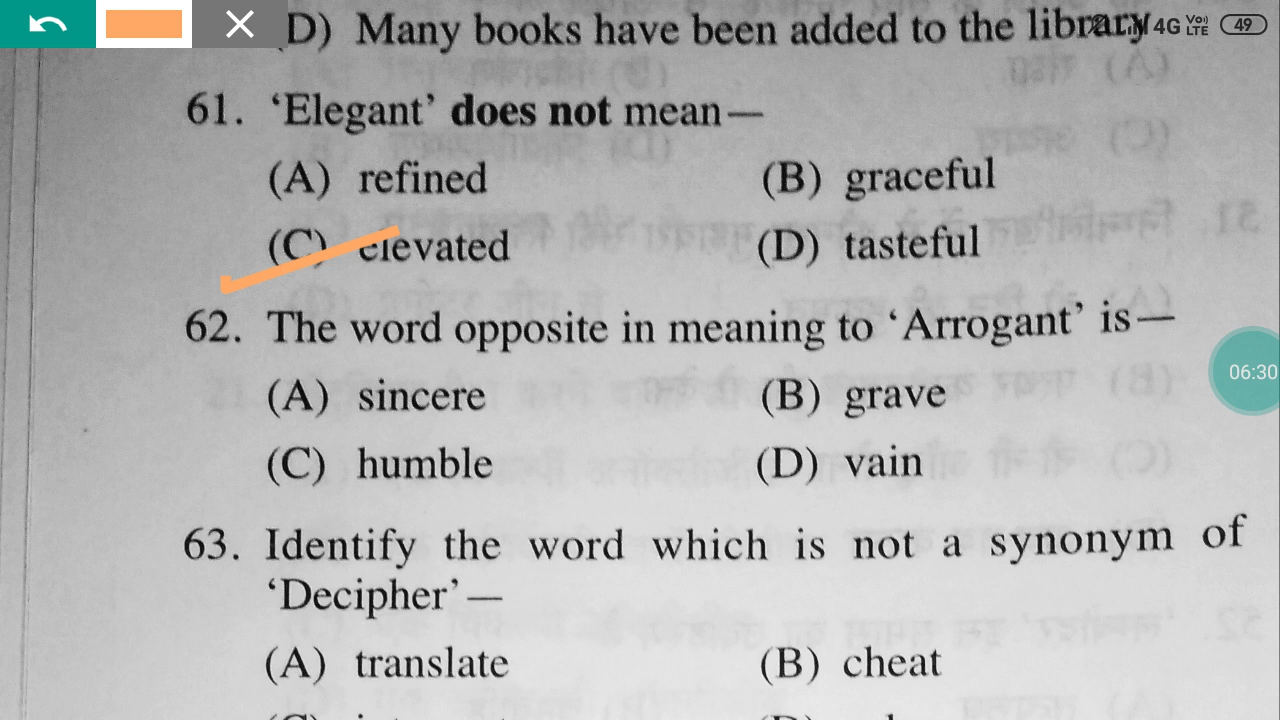 D) Many books have been added to the library
4G VoLTE 49
61. ‘Elegant’ does not mean—
(A) refined (B) graceful
(C) elevated (D) tasteful
62. The word opposite in meaning to ‘Arrogant’ is—
06:30
(A) sincere (B) grave
(C) humble (D) vain
63. Identify the word which is not a synonym of
‘Decipher’—
(A) translate (B) cheat